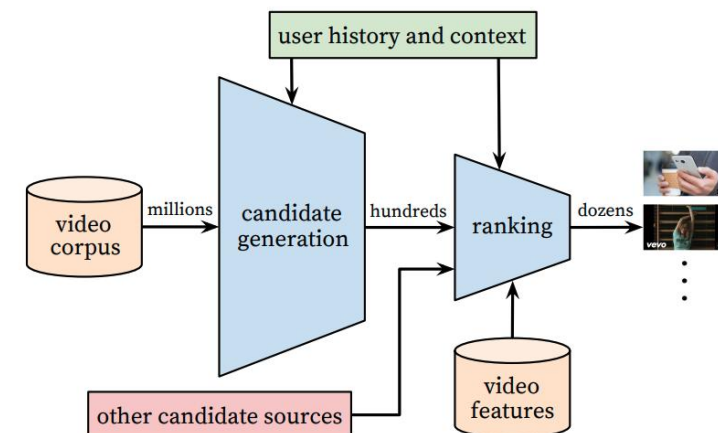 user history and context
video
corpus
millions
candidate
generation
hundreds
ranking
dozens
vevo
other candidate sources
video
features